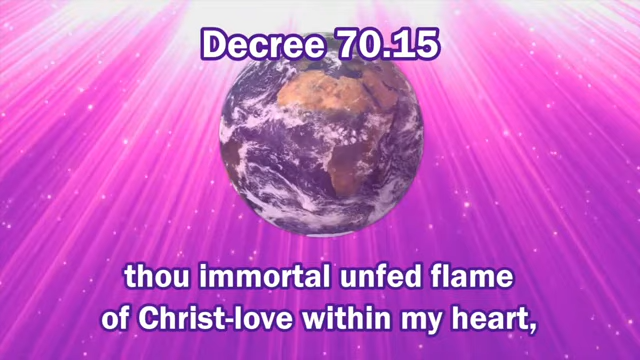 Decree 70.15
thou immortal unfed flame
of Christ-love within my heart,